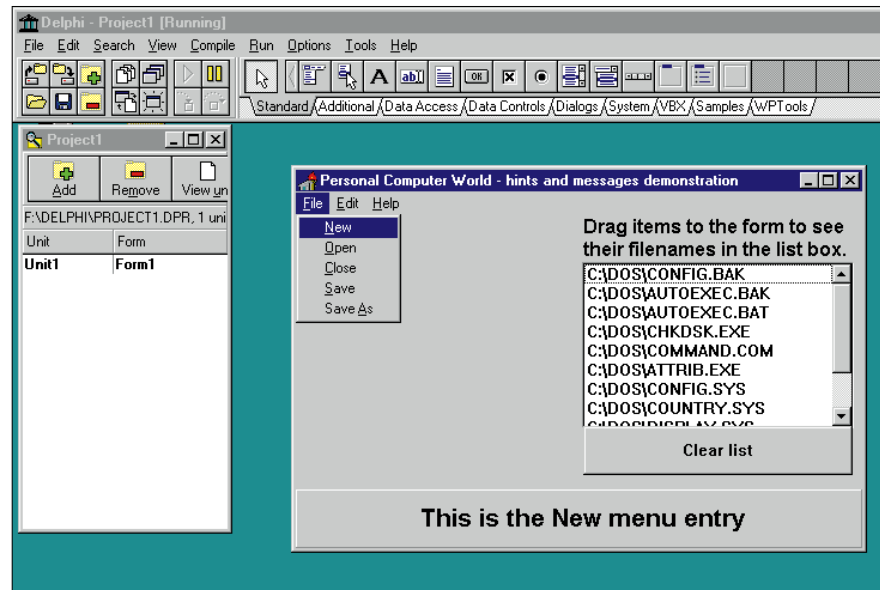 Delphi - Project1 [Running]
File Edit Search View Compile Run Options Tools Help
A ab OK
Standard Additional Data Access Data Controls Dialogs System VBX Samples WPTools
Project1
Add Remove View un
F:\DELPHI\PROJECT1.DPR, 1 uni
Unit Form
Unit1 Form1
Personal Computer World - hints and messages demonstration
File Edit Help
New
Open
Close
Save
Save As
Drag items to the form to see
their filenames in the list box.
C:\DOS\CONFIG.BAK
C:\DOS\AUTOEXEC.BAK
C:\DOS\AUTOEXEC.BAT
C:\DOS\CHKDSK.EXE
C:\DOS\COMMAND.COM
C:\DOS\ATTRIB.EXE
C:\DOS\CONFIG.SYS
C:\DOS\COUNTRY.SYS
C:\DOS\DISPLAY.SYS
Clear list
This is the New menu entry